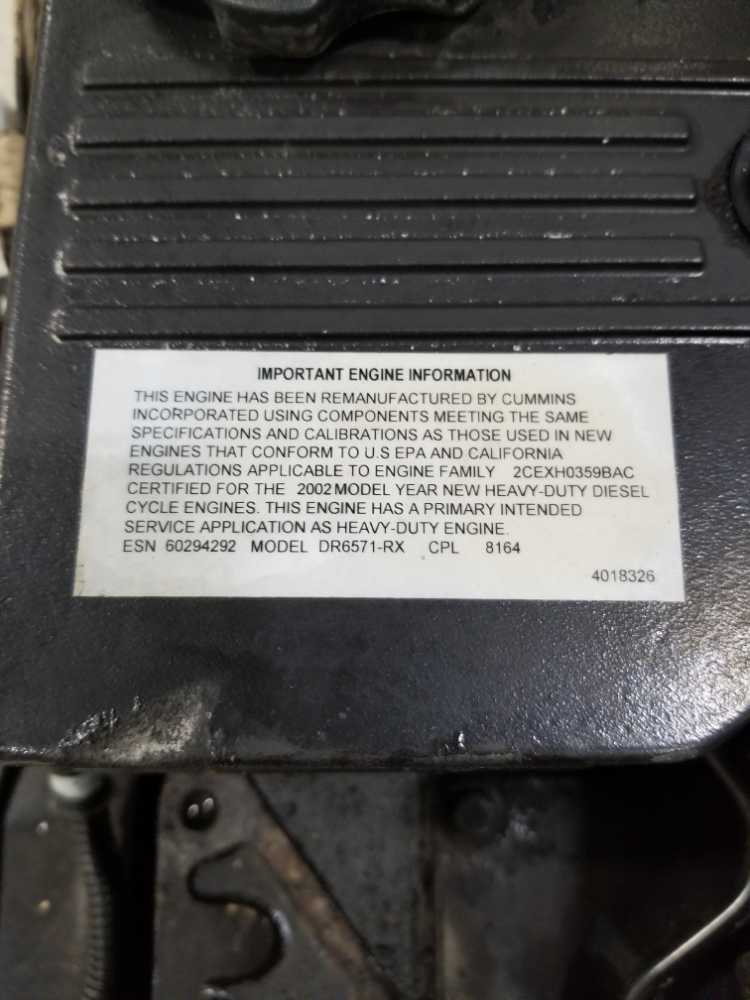 IMPORTANT ENGINE INFORMATION
THIS ENGINE HAS BEEN REMANUFACTURED BY CUMMINS
INCORPORATED USING COMPONENTS MEETING THE SAME
SPECIFICATIONS AND CALIBRATIONS AS THOSE USED IN NEW
ENGINES THAT CONFORM TO U.S EPA AND CALIFORNIA
REGULATIONS APPLICABLE TO ENGINE FAMILY 2CEXH0359BAC
CERTIFIED FOR THE 2002 MODEL YEAR NEW HEAVY-DUTY DIESEL
CYCLE ENGINES. THIS ENGINE HAS A PRIMARY INTENDED
SERVICE APPLICATION AS HEAVY-DUTY ENGINE.
ESN 60294292 MODEL DR6571-RX CPL 8164
4018326